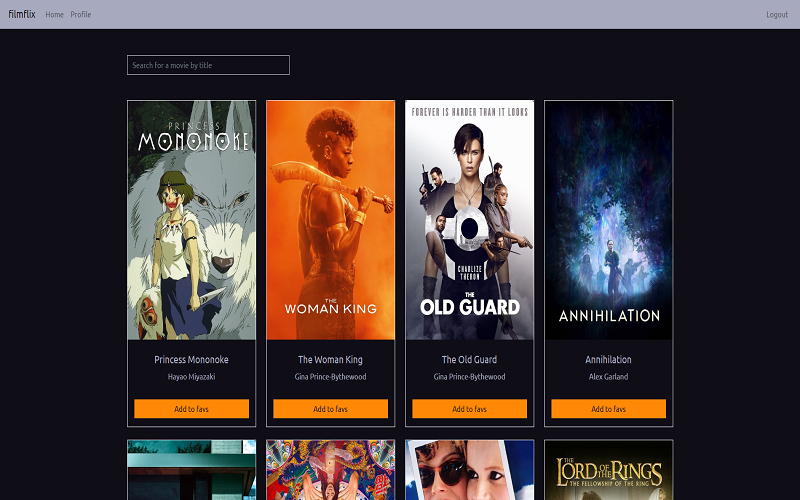 filmflix Home Profile Logout
Search for a movie by title
PRINCESS
MONONOKE
THE
WOMAN KING
FOREVER IS HARDER THAN IT LOOKS
CHARLIZE
THERON
THE
OLD GUARD
ANNIHILATION
Princess Mononoke
Hayao Miyazaki
Add to favs
The Woman King
Gina Prince-Bythewood
Add to favs
The Old Guard
Gina Prince-Bythewood
Add to favs
Annihilation
Alex Garland
Add to favs
THE
LORD OF THE RINGS
THE FELLOWSHIP OF THE RING